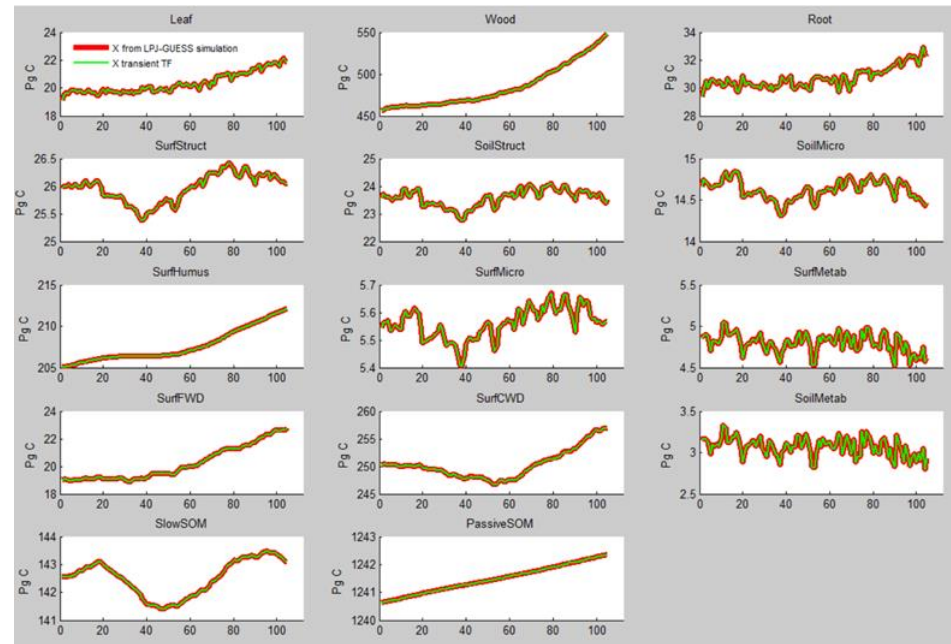 Leaf
24
22
20
18
Pg C
X from LPJ-GUESS simulation
X transient TF
0 20 40 60 80 100
Wood
550
500
450
0 20 40 60 80 100
Root
34
32
30
28
0 20 40 60 80 100
SurfStruct
26.5
26
25.5
25
Pg C
0 20 40 60 80 100
SoilStruct
25
24
23
22
0 20 40 60 80 100
SoilMicro
15
14.5
14
0 20 40 60 80 100
SurfHumus
215
210
205
Pg C
0 20 40 60 80 100
SurfMicro
5.7
5.6
5.5
5.4
0 20 40 60 80 100
SurfMetab
5.5
5
4.5
0 20 40 60 80 100
SurfFWD
24
22
20
18
Pg C
0 20 40 60 80 100
SurfCWD
260
255
250
245
0 20 40 60 80 100
SoilMetab
3.5
3
2.5
0 20 40 60 80 100
SlowSOM
144
143
142
141
Pg C
0 20 40 60 80 100
PassiveSOM
1243
1242
1241
1240
0 20 40 60 80 100